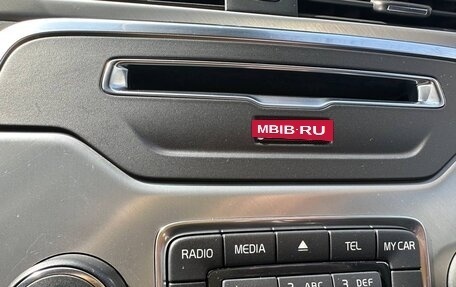 MBIB·RU
RADIO MEDIA TEL MY CAR
2 ABC 3 DEF